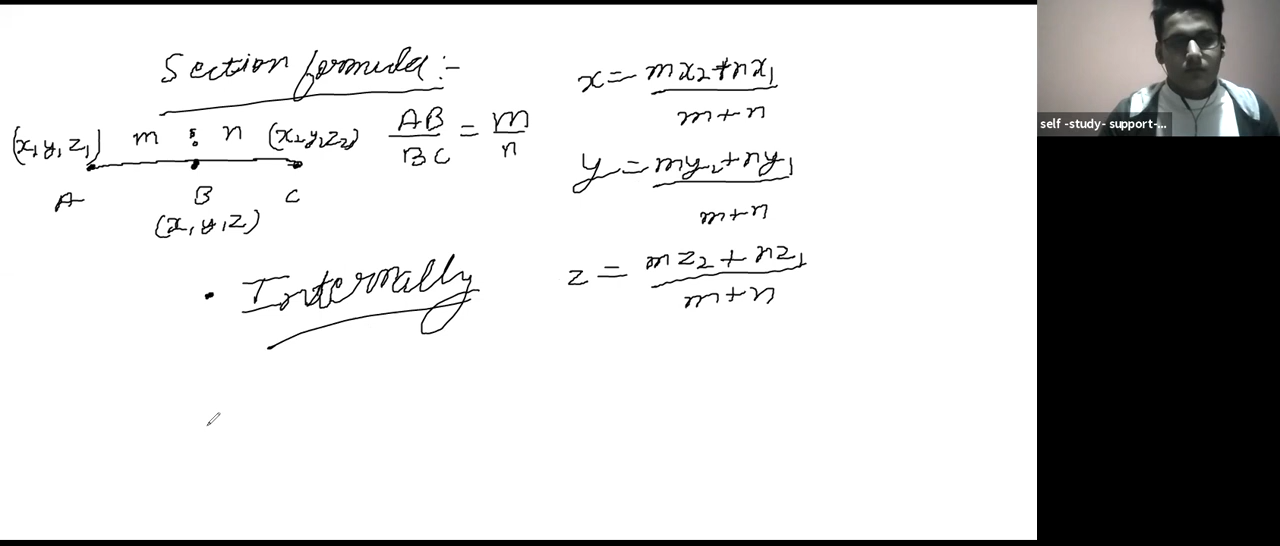 Section formula :-
(x₁ y₁ z₁) m : n (x₂ y₂ z₂)
A B C
(x, y, z)
AB/BC = m/n
• Internally
x = mx₂+nx₁/m+n
y = my₂+ny₁/m+n
z = mz₂+nz₁/m+n
self -study- support-...